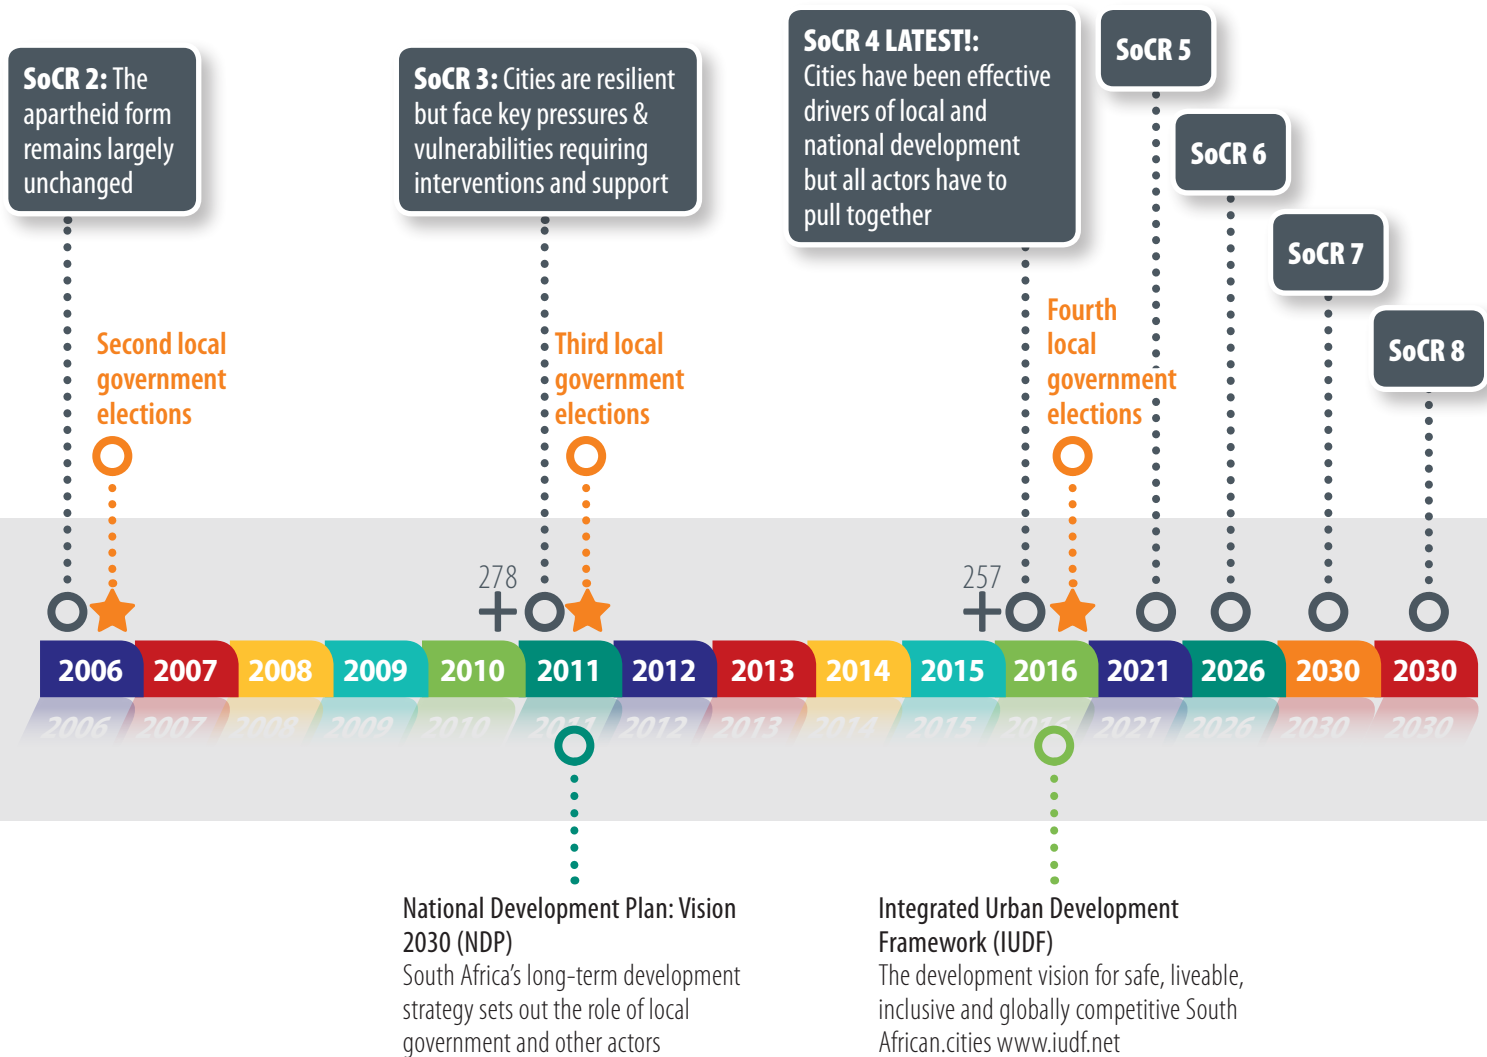 SoCR 2: The
apartheid form
remains largely
unchanged
SoCR 3: Cities are resilient
but face key pressures &
vulnerabilities requiring
interventions and support
SoCR 4 LATEST!:
Cities have been effective
drivers of local and
national development
but all actors have to
pull together
SoCR 5
SoCR 6
SoCR 7
SoCR 8
Second local
government
elections
Third local
government
elections
Fourth
local
government
elections
278
257
2006 2007 2008 2009 2010 2011 2012 2013 2014 2015 2016 2021 2026 2030 2030
National Development Plan: Vision
2030 (NDP)
South Africa's long-term development
strategy sets out the role of local
government and other actors
Integrated Urban Development
Framework (IUDF)
The development vision for safe, liveable,
inclusive and globally competitive South
African.cities www.iudf.net